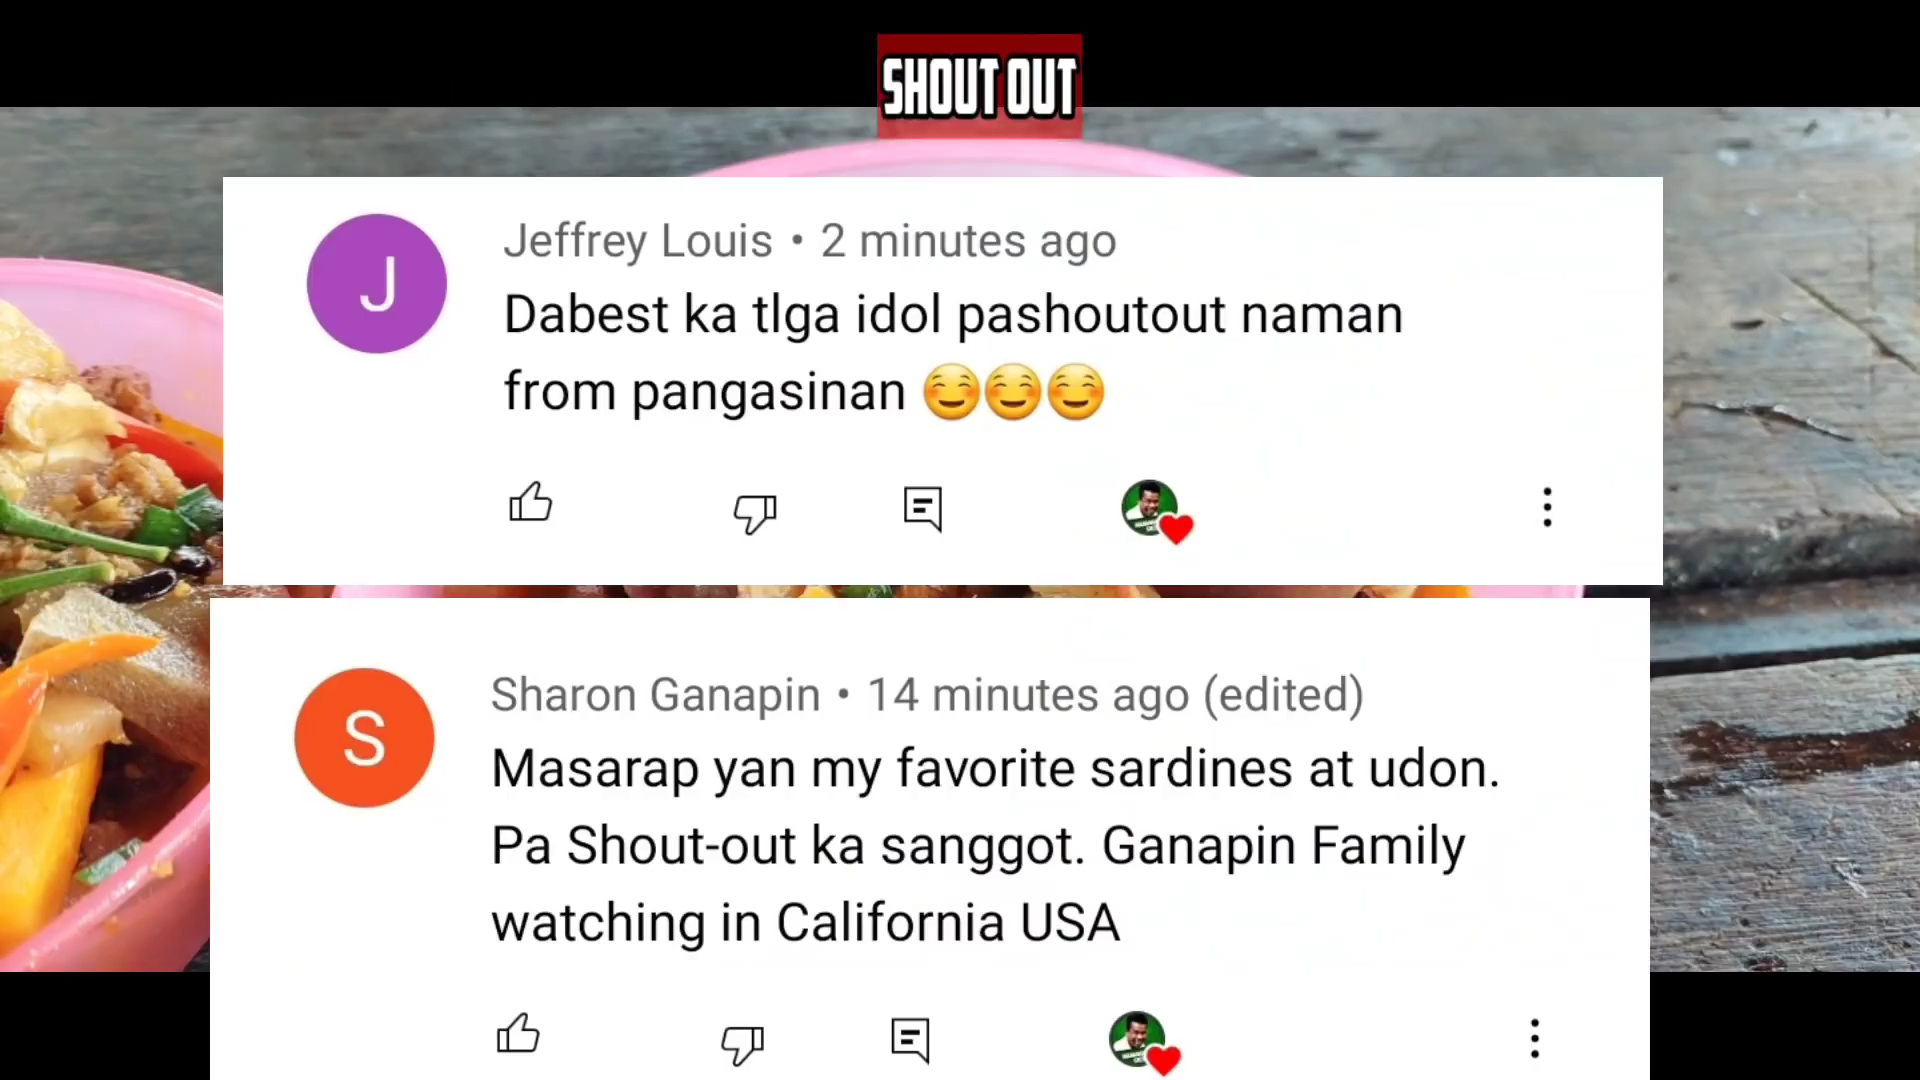 SHOUT OUT
J
Jeffrey Louis • 2 minutes ago
Dabest ka tlga idol pashoutout naman
from pangasinan ☺️☺️☺️
S
Sharon Ganapin • 14 minutes ago (edited)
Masarap yan my favorite sardines at udon.
Pa Shout-out ka sanggot. Ganapin Family
watching in California USA